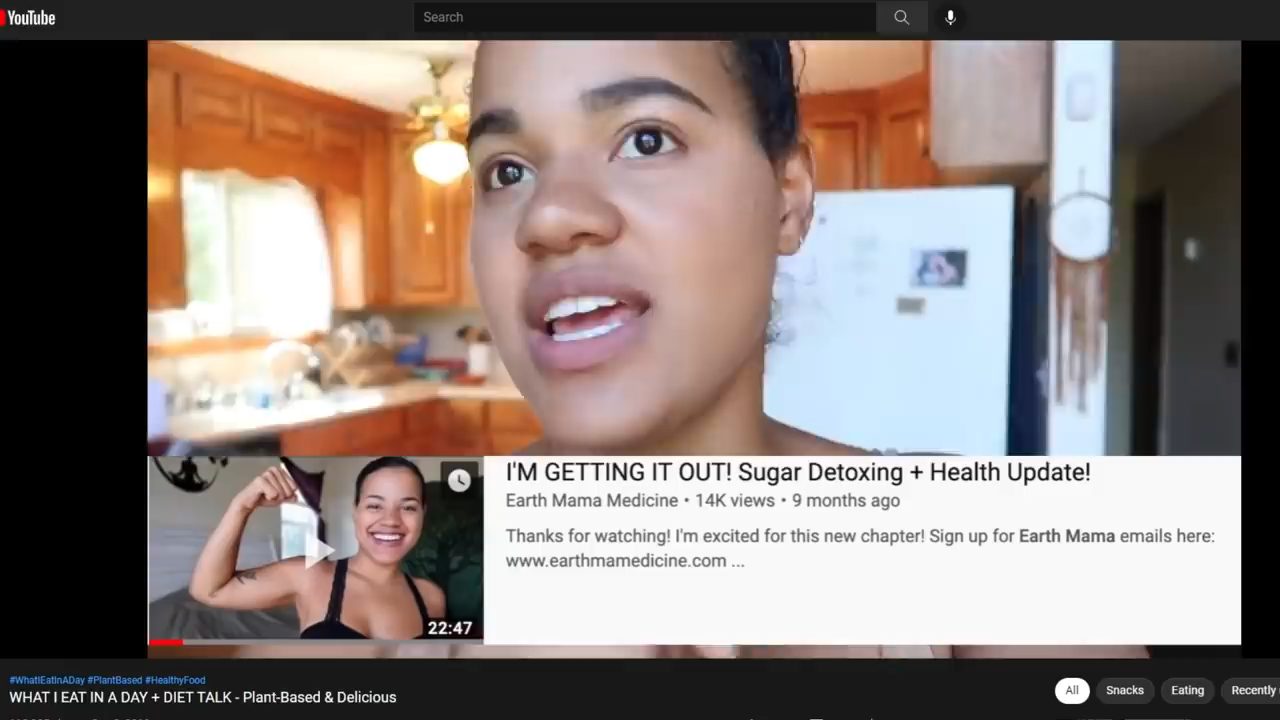 YouTube
Search
I'M GETTING IT OUT! Sugar Detoxing + Health Update!
Earth Mama Medicine • 14K views • 9 months ago
Thanks for watching! I'm excited for this new chapter! Sign up for Earth Mama emails here:
www.earthmamedicine.com ...
22:47
#WhatIEatInADay #PlantBased #HealthyFood
WHAT I EAT IN A DAY + DIET TALK - Plant-Based & Delicious
All
Snacks
Eating
Recently